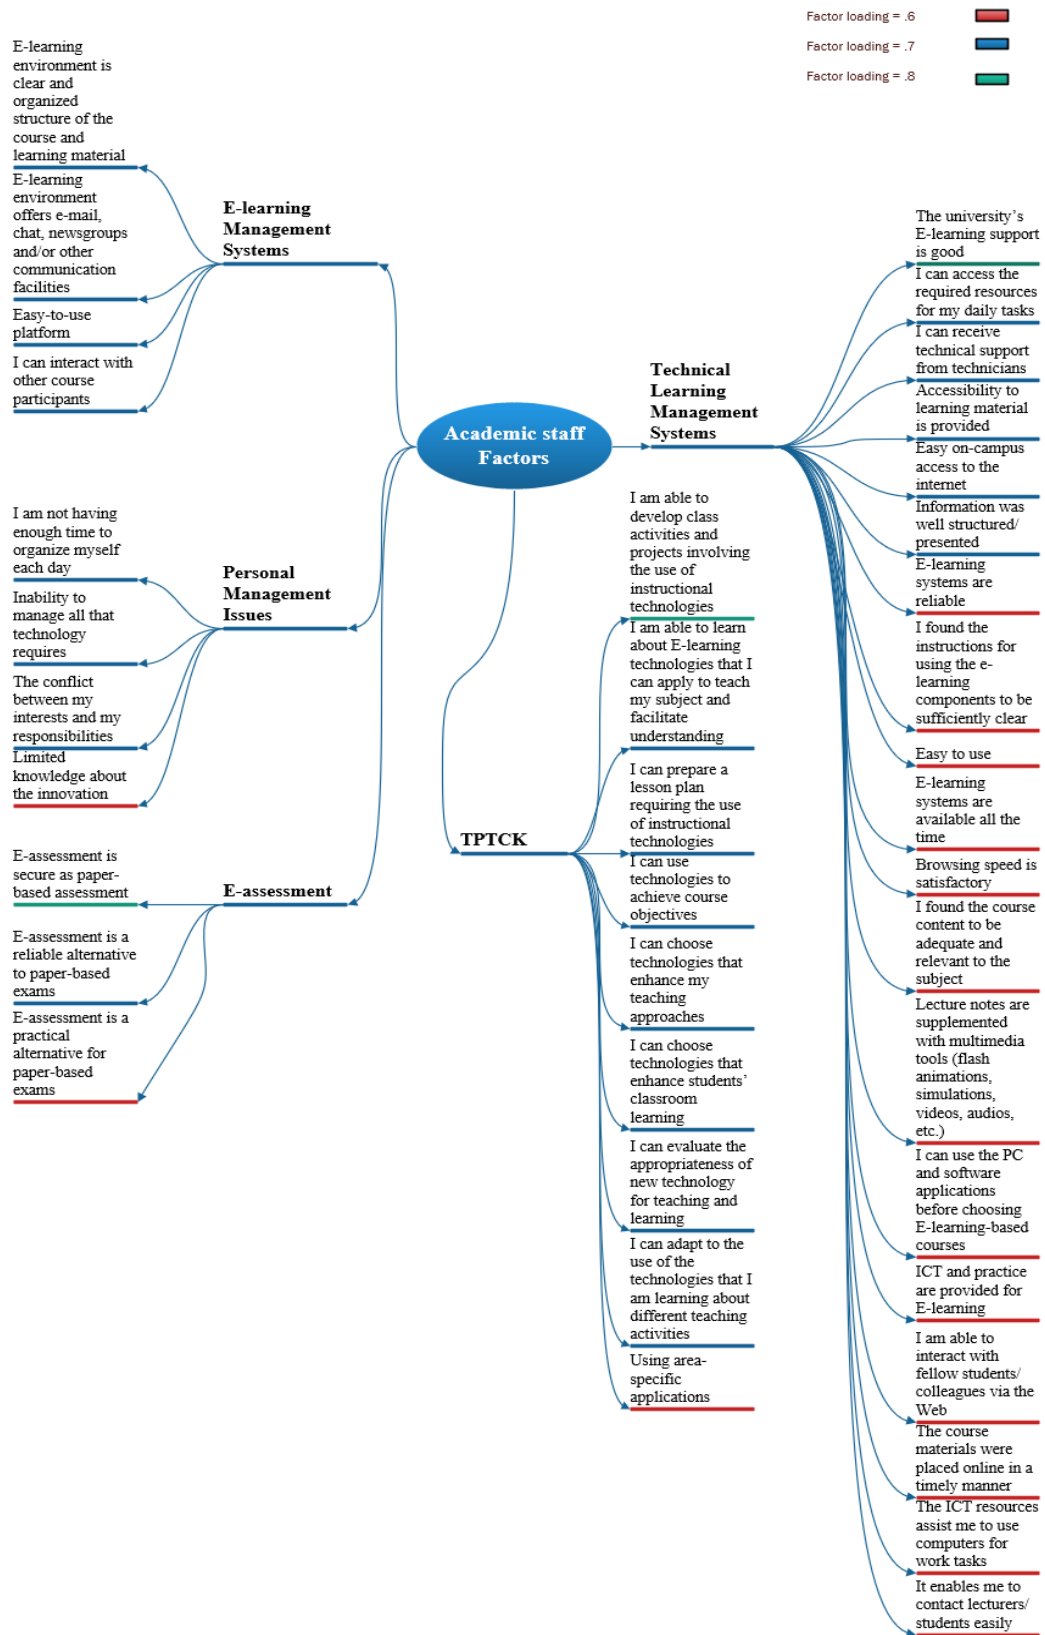 Factor loading = .6
Factor loading = .7
Factor loading = .8
E-learning
environment is
clear and
organized
structure of the
course and
learning material
E-learning
environment
offers e-mail,
chat, newsgroups
and/or other
communication
facilities
Easy-to-use
platform
I can interact with
other course
participants
E-learning
Management
Systems
I am not having
enough time to
organize myself
each day
Inability to
manage all that
technology
requires
The conflict
between my
interests and my
responsibilities
Limited
knowledge about
the innovation
Personal
Management
Issues
E-assessment is
secure as paper-
based assessment
E-assessment is a
reliable alternative
to paper-based
exams
E-assessment is a
practical
alternative for
paper-based
exams
E-assessment
Academic staff
Factors
TPTCK
I am able to
develop class
activities and
projects involving
the use of
instructional
technologies
I am able to learn
about E-learning
technologies that I
can apply to teach
my subject and
facilitate
understanding
I can prepare a
lesson plan
requiring the use
of instructional
technologies
I can use
technologies to
achieve course
objectives
I can choose
technologies that
enhance my
teaching
approaches
I can choose
technologies that
enhance students’
classroom
learning
I can evaluate the
appropriateness of
new technology
for teaching and
learning
I can adapt to the
use of the
technologies that I
am learning about
different teaching
activities
Using area-
specific
applications
Technical
Learning
Management
Systems
The university’s
E-learning support
is good
I can access the
required resources
for my daily tasks
I can receive
technical support
from technicians
Accessibility to
learning material
is provided
Easy on-campus
access to the
internet
Information was
well structured/
presented
E-learning
systems are
reliable
I found the
instructions for
using the e-
learning
components to be
sufficiently clear
Easy to use
E-learning
systems are
available all the
time
Browsing speed is
satisfactory
I found the course
content to be
adequate and
relevant to the
subject
Lecture notes are
supplemented
with multimedia
tools (flash
animations,
simulations,
videos, audios,
etc.)
I can use the PC
and software
applications
before choosing
E-learning-based
courses
ICT and practice
are provided for
E-learning
I am able to
interact with
fellow students/
colleagues via the
Web
The course
materials were
placed online in a
timely manner
The ICT resources
assist me to use
computers for
work tasks
It enables me to
contact lecturers/
students easily